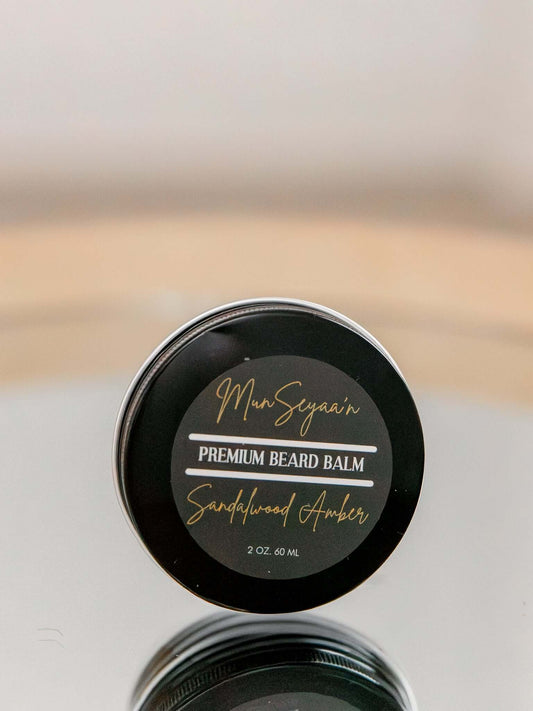 MunSeyaa'n
PREMIUM BEARD BALM
Sandalwood Amber
2 OZ. 60 ML